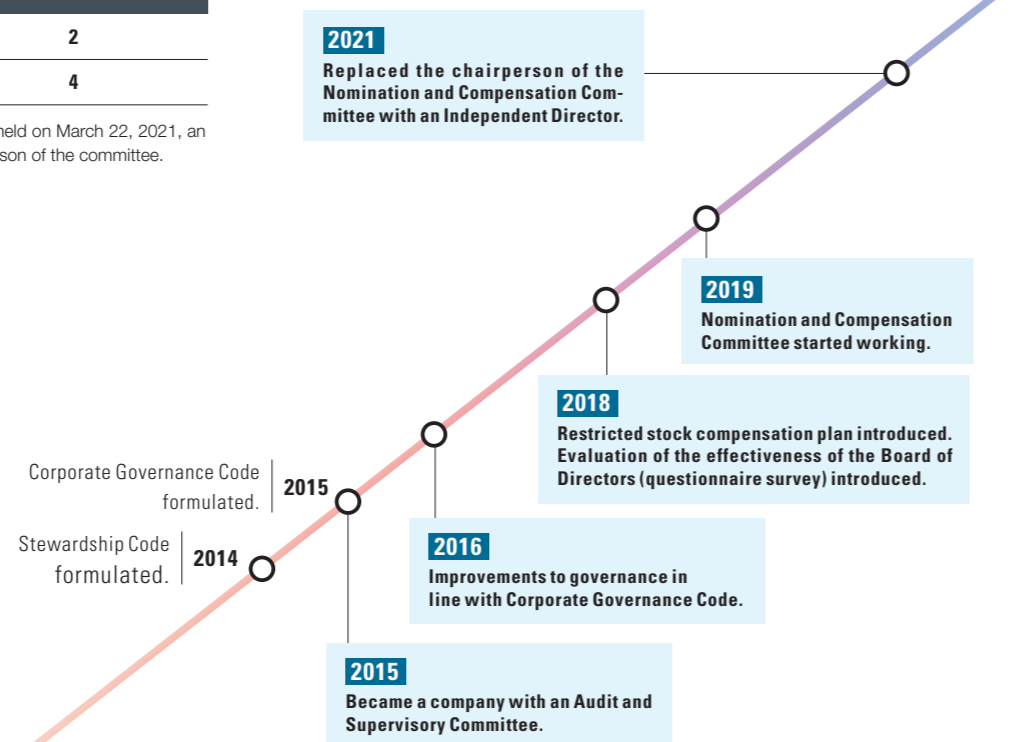 2
4
held on March 22, 2021, an
son of the committee.
2021
Replaced the chairperson of the
Nomination and Compensation Com-
mittee with an Independent Director.
2019
Nomination and Compensation
Committee started working.
2018
Restricted stock compensation plan introduced.
Evaluation of the effectiveness of the Board of
Directors (questionnaire survey) introduced.
Corporate Governance Code
formulated.
2015
Stewardship Code
formulated.
2014
2016
Improvements to governance in
line with Corporate Governance Code.
2015
Became a company with an Audit and
Supervisory Committee.